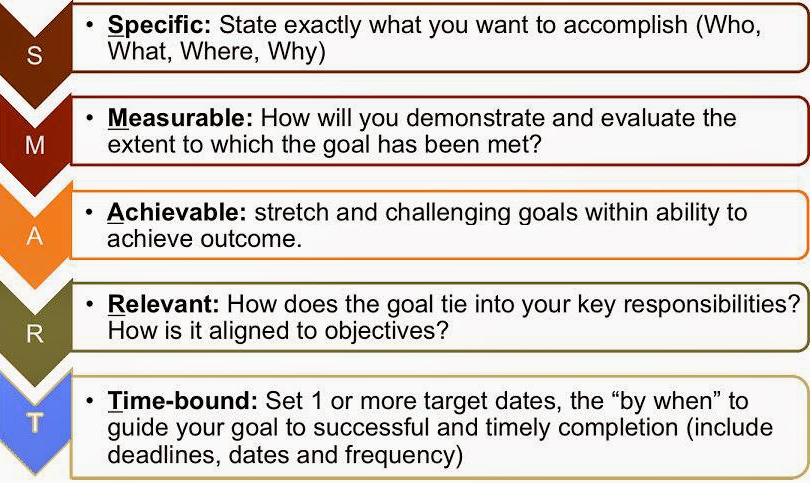 S
• Specific: State exactly what you want to accomplish (Who,
What, Where, Why)
M
• Measurable: How will you demonstrate and evaluate the
extent to which the goal has been met?
A
• Achievable: stretch and challenging goals within ability to
achieve outcome.
R
• Relevant: How does the goal tie into your key responsibilities?
How is it aligned to objectives?
T
• Time-bound: Set 1 or more target dates, the “by when” to
guide your goal to successful and timely completion (include
deadlines, dates and frequency)